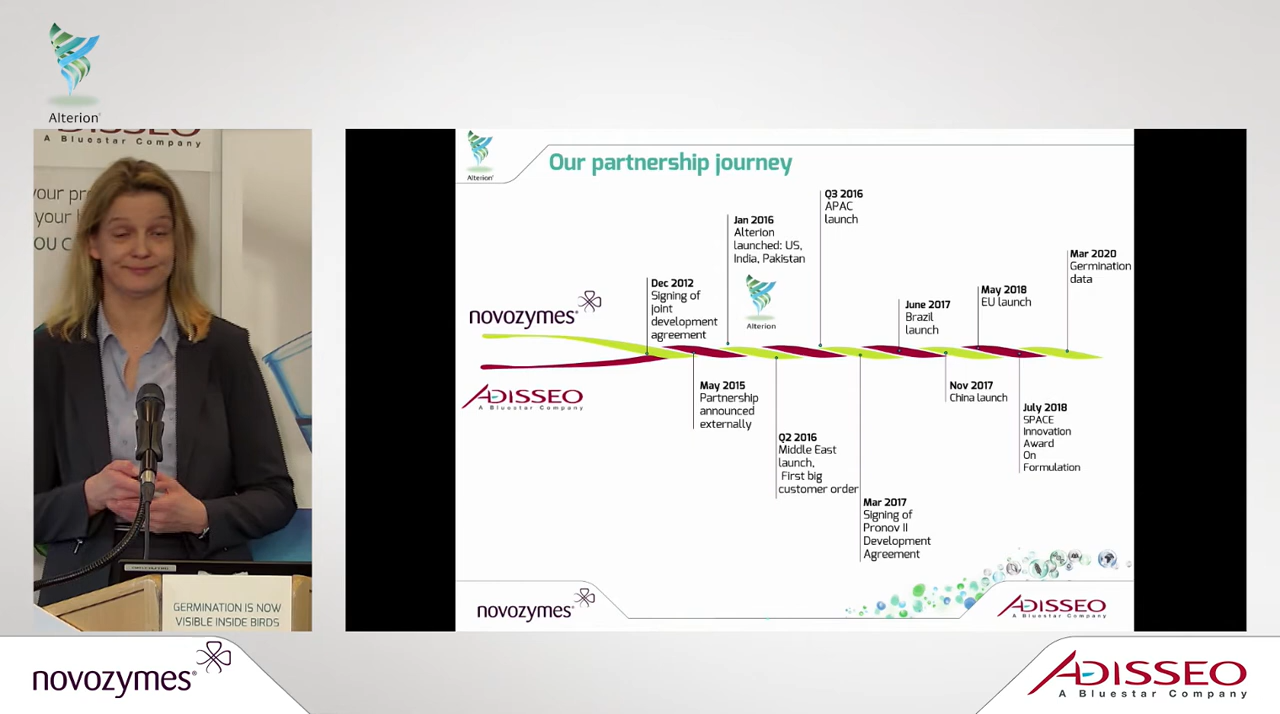 Alterion®
ADISSEO
A Bluestar Company
your pro
your b
OU C
GERMINATION IS NOW
VISIBLE INSIDE BIRDS
Alterion®
Our partnership journey
novozymes®
ADISSEO
A Bluestar Company
Dec 2012
Signing of
joint
development
agreement
May 2015
Partnership
announced
externally
Jan 2016
Alterion
launched: US,
India, Pakistan
Alterion
Q2 2016
Middle East
launch,
First big
customer order
Q3 2016
APAC
launch
Mar 2017
Signing of
Pronov II
Development
Agreement
June 2017
Brazil
launch
Nov 2017
China launch
May 2018
EU launch
July 2018
SPACE
Innovation
Award
On
Formulation
Mar 2020
Germination
data
novozymes®
ADISSEO
A Bluestar Company
novozymes®
ADISSEO
A Bluestar Company